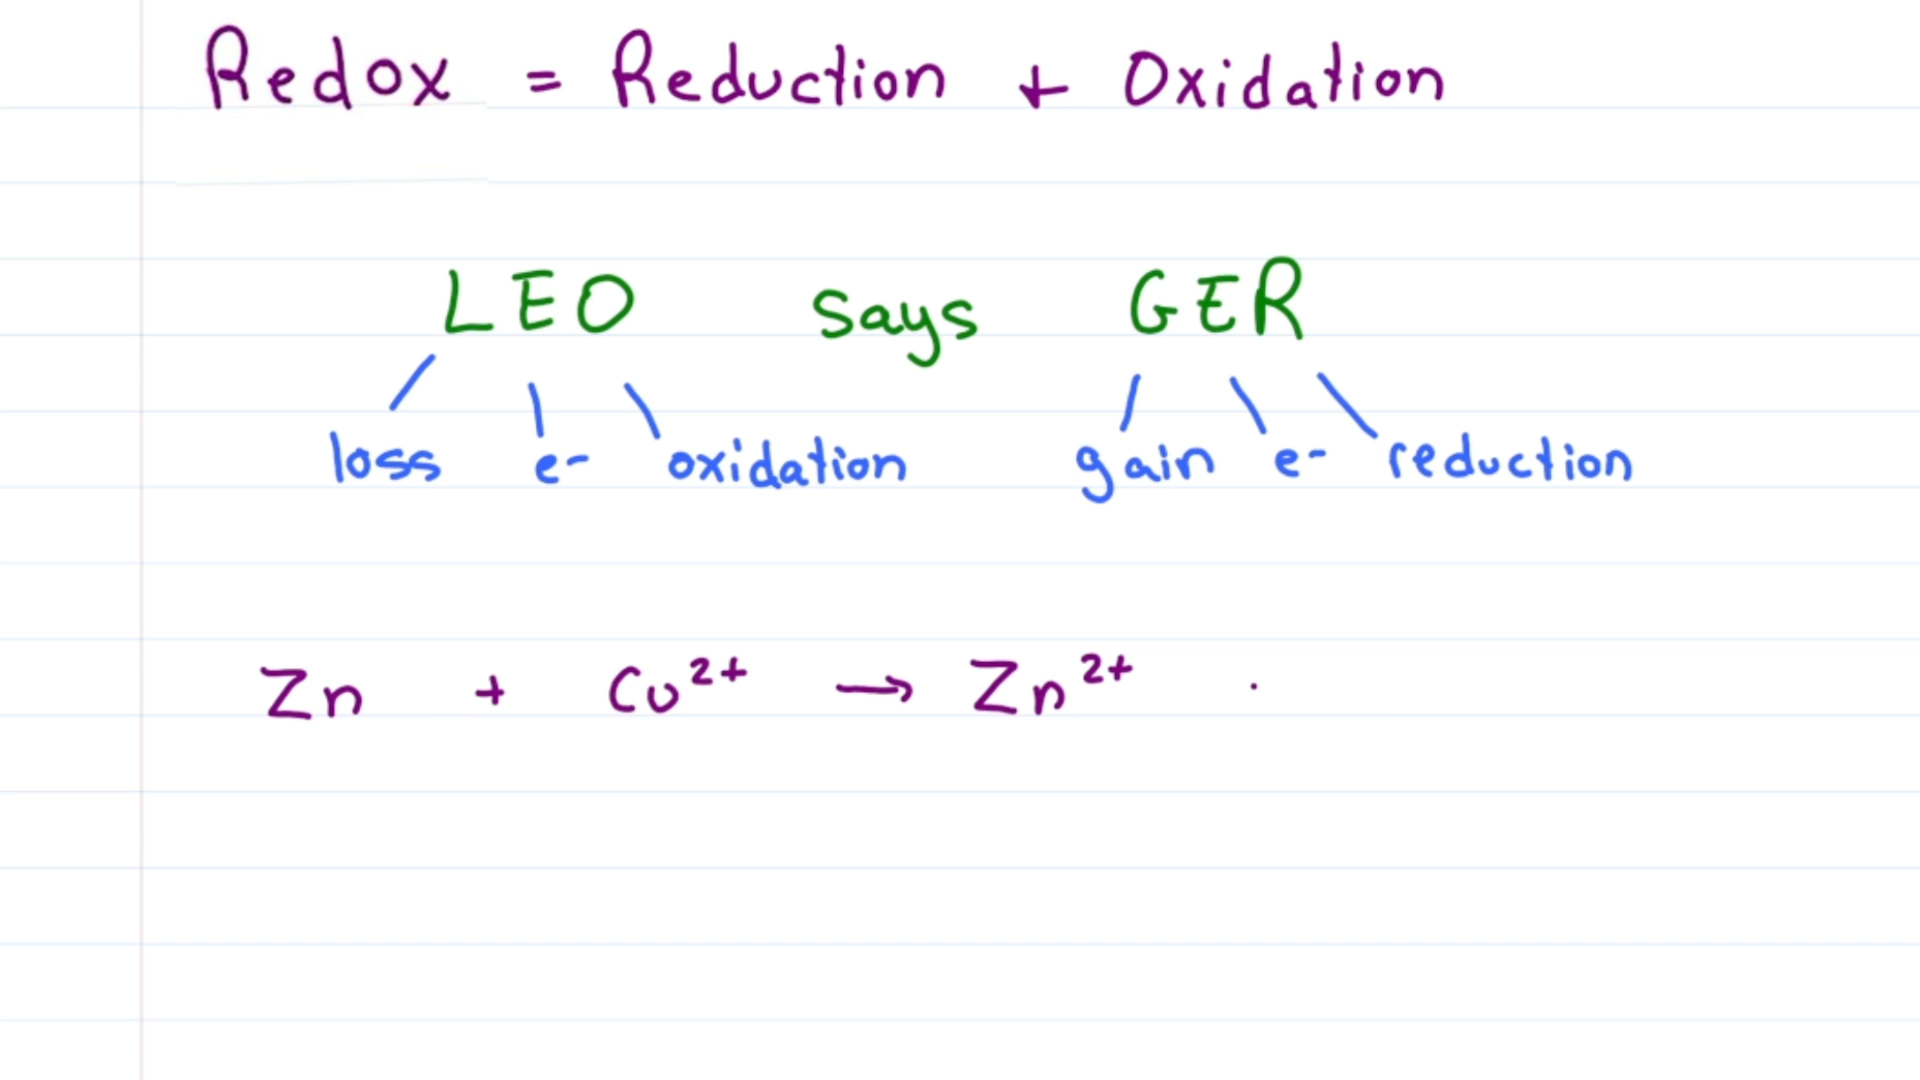 Redox = Reduction + Oxidation
LEO says GER
loss e- oxidation gain e- reduction
Zn + Cu²⁺ → Zn²⁺